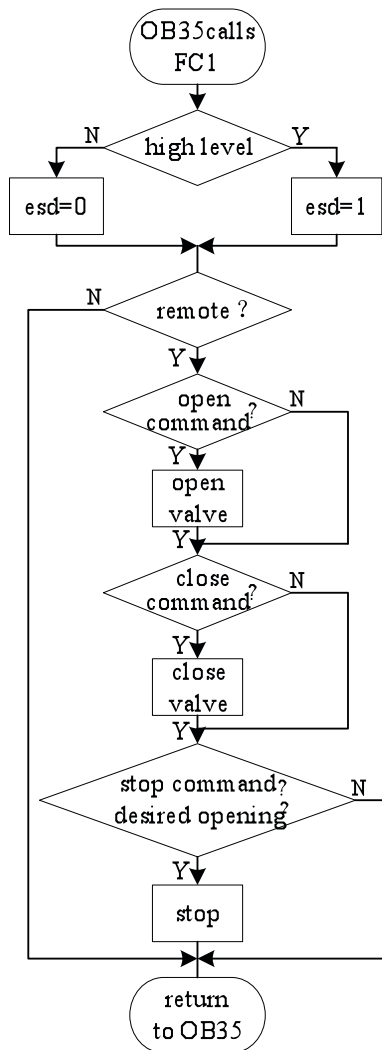 OB35calls
FC1
N
Y
high level
esd=0
esd=1
N
remote ?
Y
open
command?
N
Y
open
valve
Y
close
command?
N
Y
close
valve
Y
stop command?
desired opening?
N
Y
stop
return
to OB35